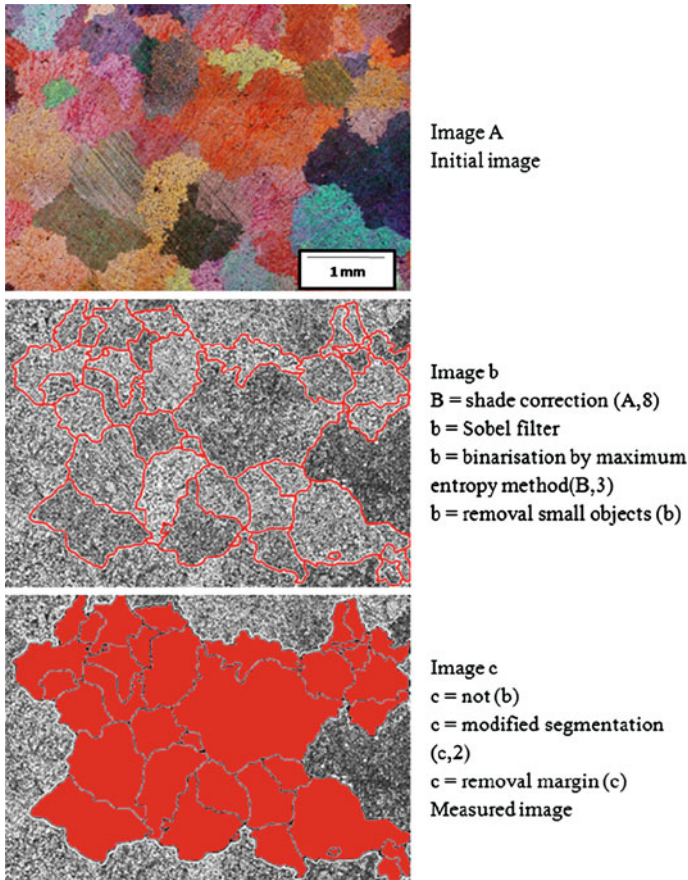 Image A
Initial image
1 mm
Image b
B = shade correction (A,8)
b = Sobel filter
b = binarisation by maximum
entropy method(B,3)
b = removal small objects (b)
Image c
c = not (b)
c = modified segmentation
(c,2)
c = removal margin (c)
Measured image